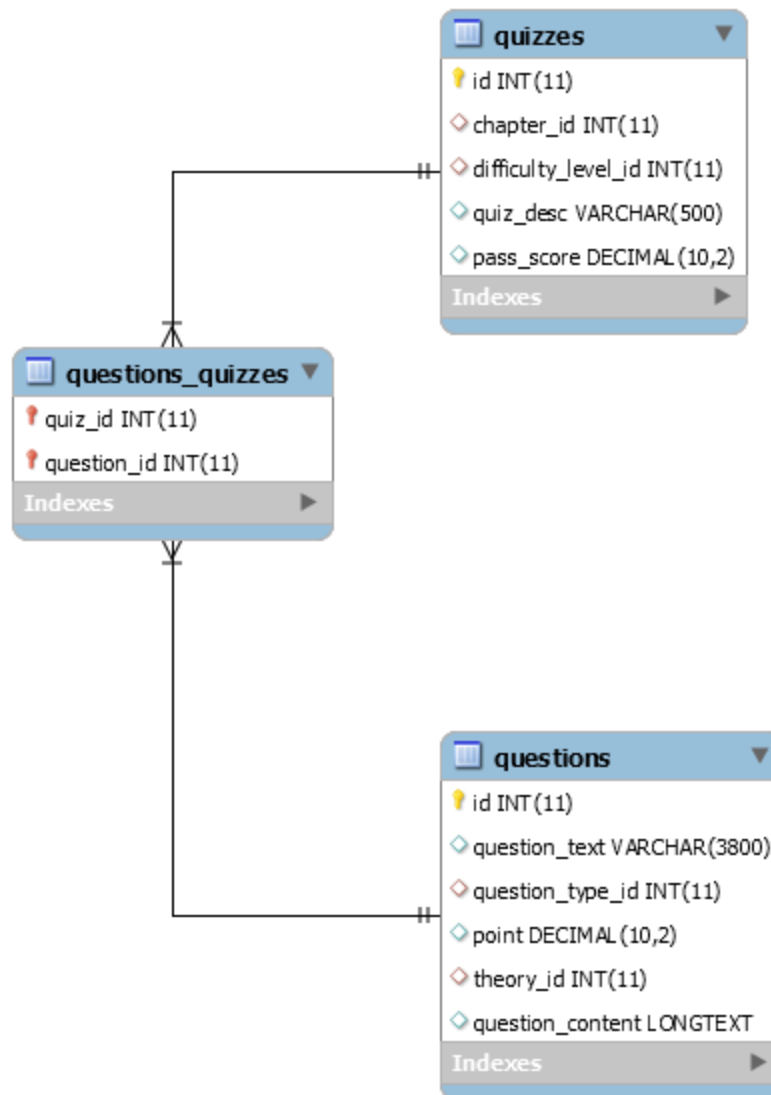 quizzes
id INT(11)
chapter_id INT(11)
difficulty_level_id INT(11)
quiz_desc VARCHAR(500)
pass_score DECIMAL(10,2)
Indexes
questions_quizzes
quiz_id INT(11)
question_id INT(11)
Indexes
questions
id INT(11)
question_text VARCHAR(3800)
question_type_id INT(11)
point DECIMAL(10,2)
theory_id INT(11)
question_content LONGTEXT
Indexes